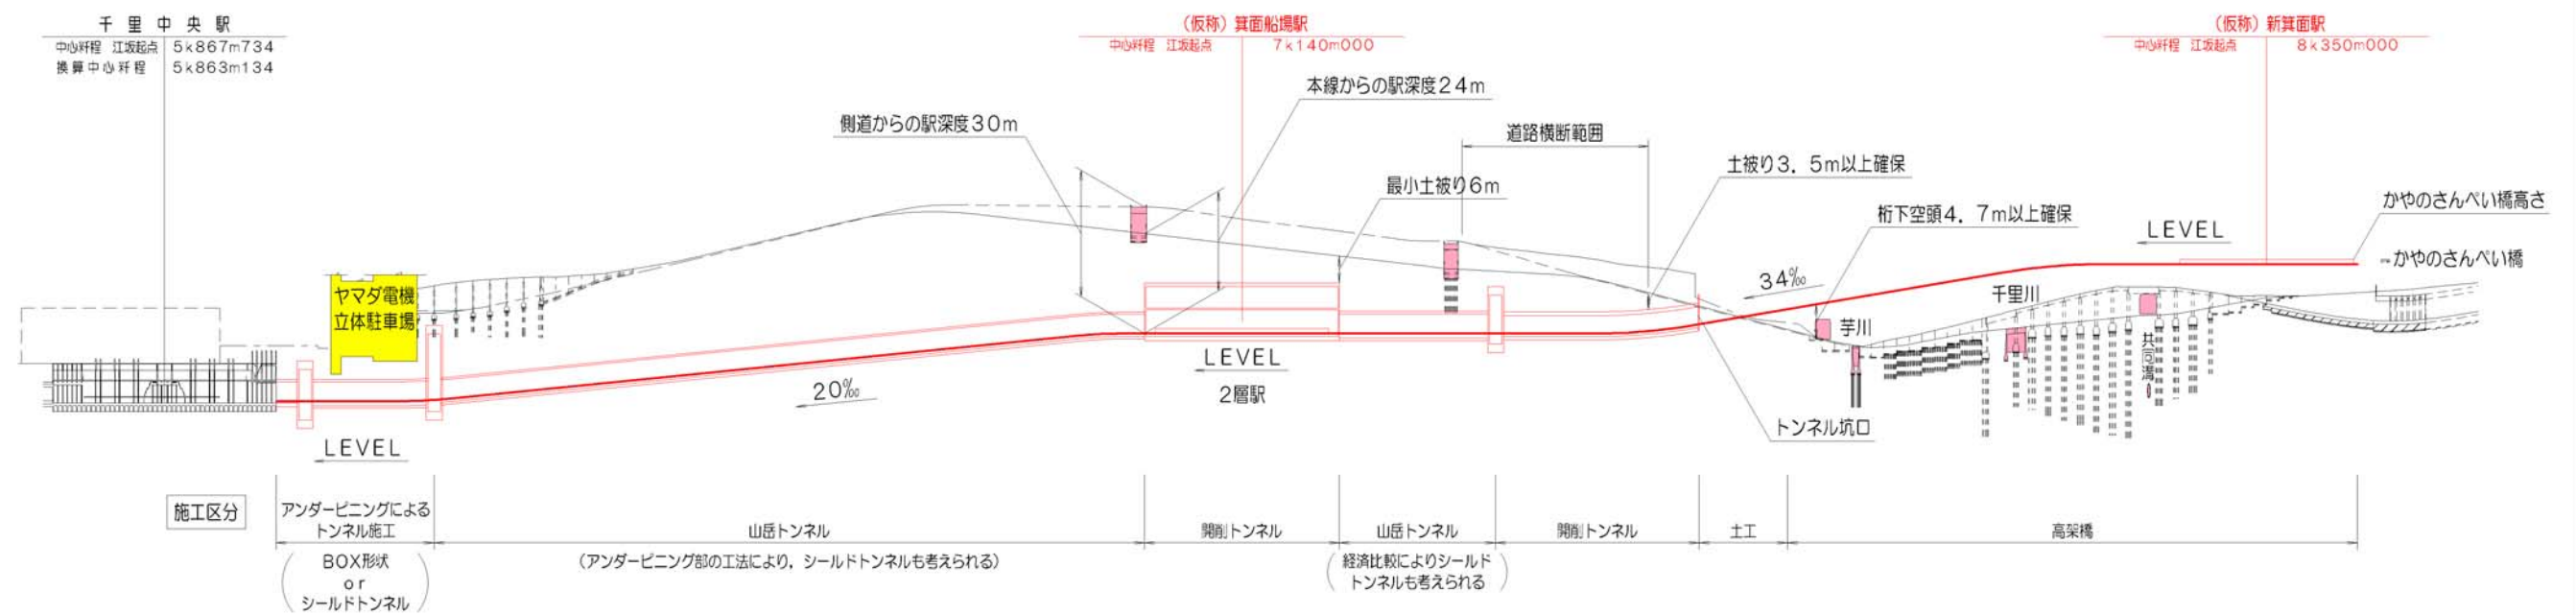 千里中央駅
中心粁程 江坂起点 5k867m734
換算中心粁程 5k863m134
(仮称) 箕面船場駅
中心粁程 江坂起点 7k140m000
(仮称) 新箕面駅
中心粁程 江坂起点 8k350m000
本線からの駅深度24m
側道からの駅深度30m
道路横断範囲
最小土被り6m
土被り3.5m以上確保
桁下空頭4.7m以上確保
かやのさんぺい橋高さ
LEVEL
かやのさんぺい橋
34‰
千里川
芋川
共同溝
ヤマダ電機
立体駐車場
LEVEL
2層駅
20‰
トンネル坑口
LEVEL
施工区分
アンダーピニングによる
トンネル施工
BOX形状
or
シールドトンネル
山岳トンネル
(アンダーピニング部の工法により,シールドトンネルも考えられる)
開削トンネル
山岳トンネル
経済比較によりシールド
トンネルも考えられる
開削トンネル
土工
高架橋